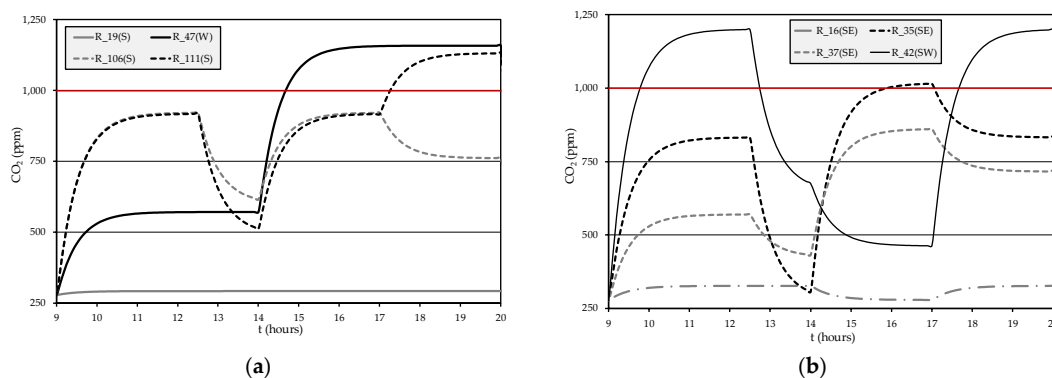 1,250
R_19(S) R_47(W)
R_106(S) R_111(S)
1,000
CO2 (ppm)
750
500
250
9 10 11 12 13 14 15 16 17 18 19 20
t (hours)
(a)
1,250
R_16(SE) R_35(SE)
R_37(SE) R_42(SW)
1,000
CO2 (ppm)
750
500
250
9 10 11 12 13 14 15 16 17 18 19
t (hours)
(b)